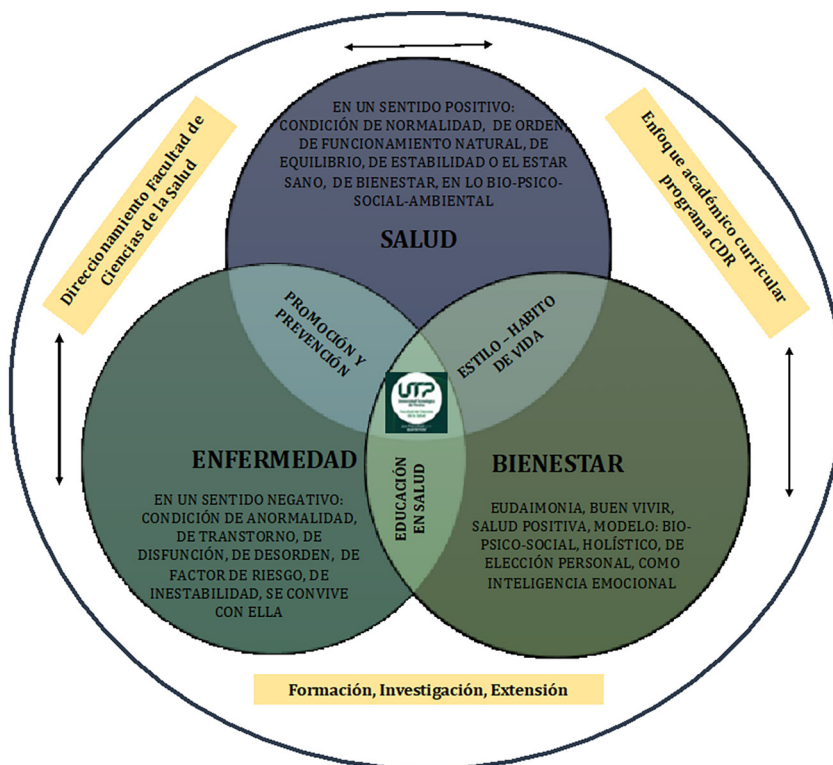 EN UN SENTIDO POSITIVO:
CONDICIÓN DE NORMALIDAD, DE ORDEN,
DE FUNCIONAMIENTO NATURAL, DE
EQUILIBRIO, DE ESTABILIDAD O EL ESTAR
SANO, DE BIENESTAR, EN LO BIO-PSICO-
SOCIAL-AMBIENTAL
SALUD
Direccionamiento Facultad de
Ciencias de la Salud
Enfoque académico curricular
programa CDR
PROMOCIÓN Y
PREVENCIÓN
ESTILO – HABITO
DE VIDA
UTP
ENFERMEDAD
EN UN SENTIDO NEGATIVO:
CONDICIÓN DE ANORMALIDAD,
DE TRANSTORNO, DE
DISFUNCIÓN, DE DESORDEN, DE
FACTOR DE RIESGO, DE
INESTABILIDAD, SE CONVIVE
CON ELLA
EDUCACIÓN
EN SALUD
BIENESTAR
EUDAIMONIA, BUEN VIVIR,
SALUD POSITIVA, MODELO: BIO-
PSICO-SOCIAL, HOLÍSTICO, DE
ELECCIÓN PERSONAL, COMO
INTELIGENCIA EMOCIONAL
Formación, Investigación, Extensión